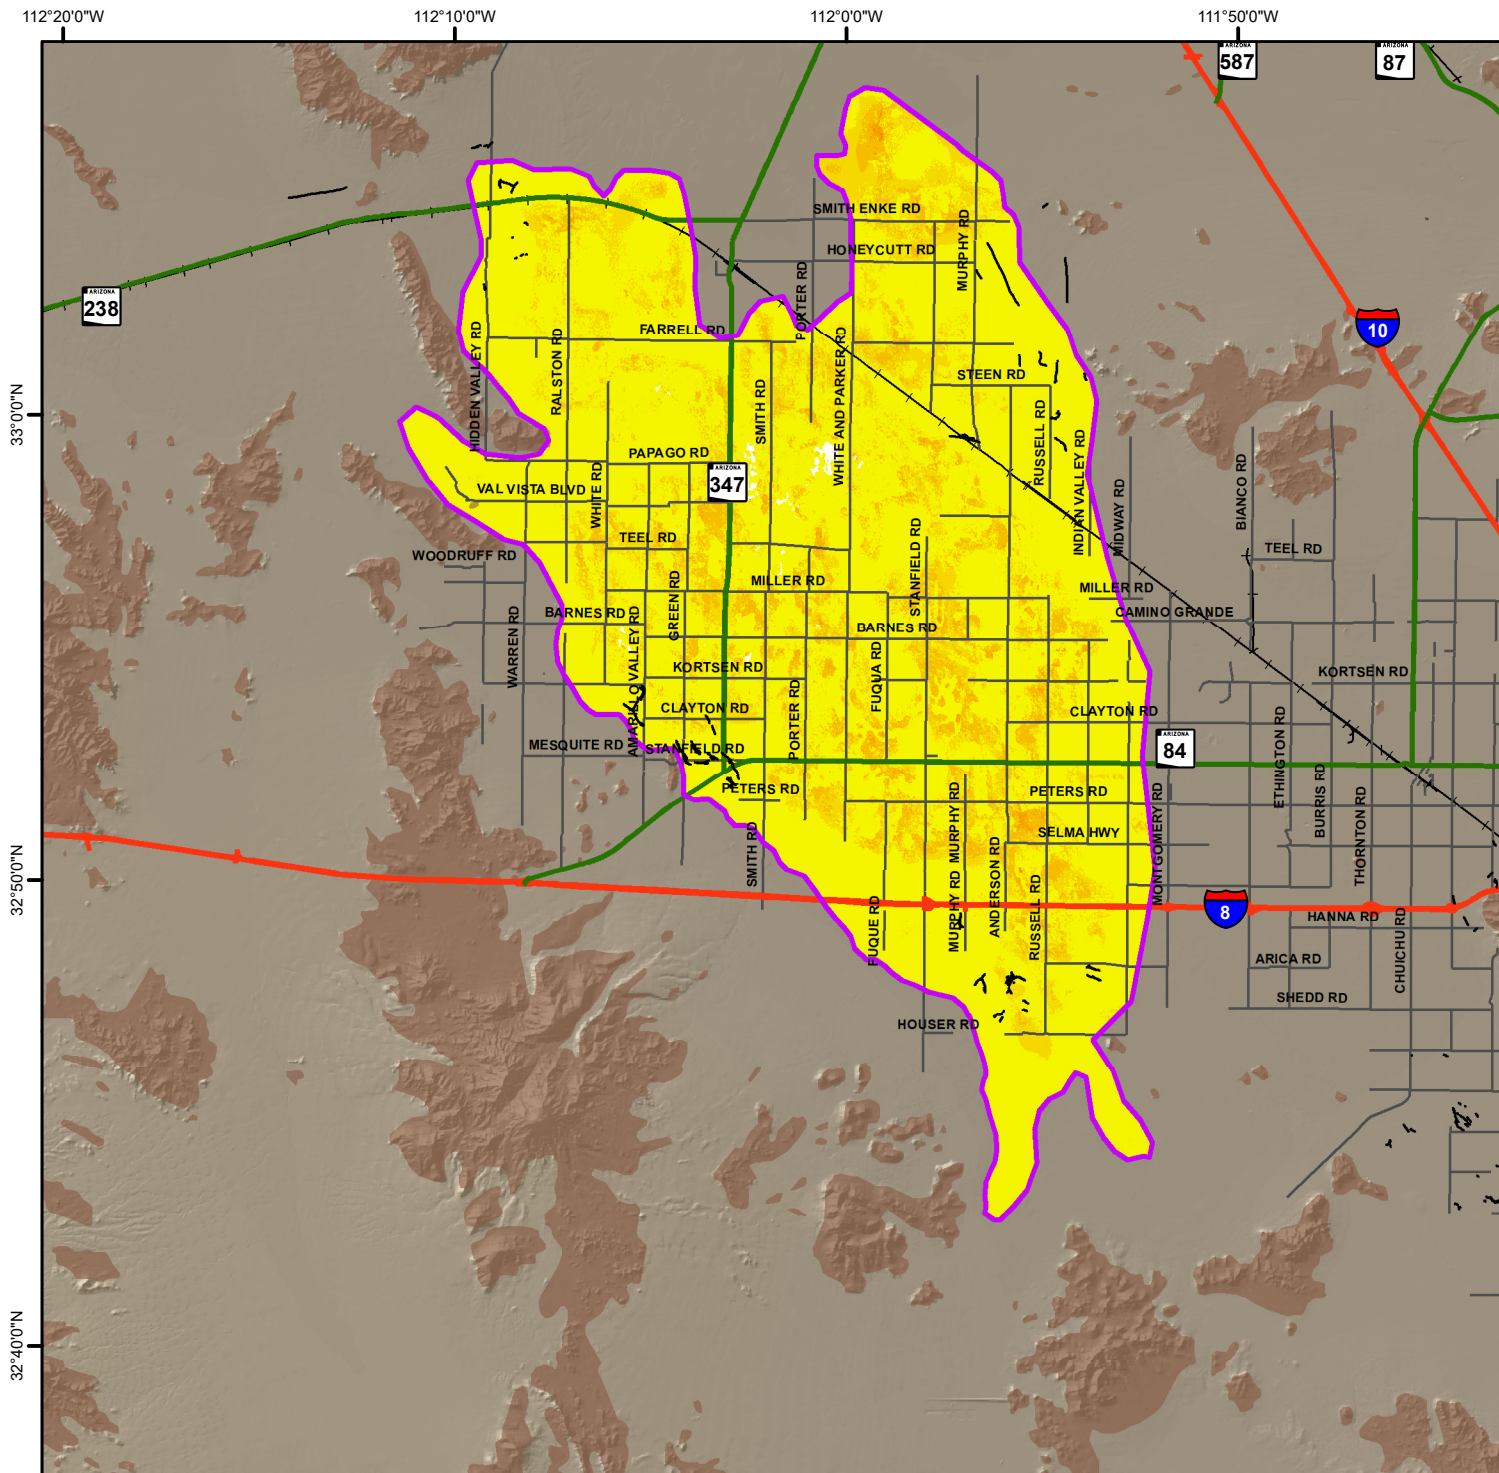 112°20'0"W
112°10'0"W
112°0'0"W
111°50'0"W
ARIZONA
587
ARIZONA
87
SMITH ENKE RD
HONEYCUTT RD
MURPHY RD
PORTER RD
ARIZONA
238
10
FARRELL RD
HIDDEN VALLEY RD
RALSTON RD
SMITH RD
WHITE AND PARKER RD
STEEN RD
RUSSELL RD
33°0'0"N
INDIAN VALLEY RD
MIDWAY RD
BIANCO RD
PAPAGO RD
ARIZONA
347
VAL VISTA BLVD
WHITE RD
TEEL RD
TEEL RD
WOODRUFF RD
STANFIELD RD
MILLER RD
MILLER RD
CAMINO GRANDE
GREEN RD
BARNES RD
BARNES RD
WARREN RD
AMARILLO VALLEY RD
KORTSEN RD
KORTSEN RD
FUQUA RD
PORTER RD
CLAYTON RD
CLAYTON RD
MESQUITE RD
STANFIELD RD
ARIZONA
84
ETHINGTON RD
PETERS RD
PETERS RD
BURRIS RD
THORNTON RD
SELMA HWY
SMITH RD
MURPHY RD
MONTGOMERY RD
32°50'0"N
ANDERSON RD
RUSSELL RD
FUQUE RD
MURPHY RD
8
HANNA RD
CHUICHU RD
ARICA RD
SHEDD RD
HOUSER RD
32°40'0"N